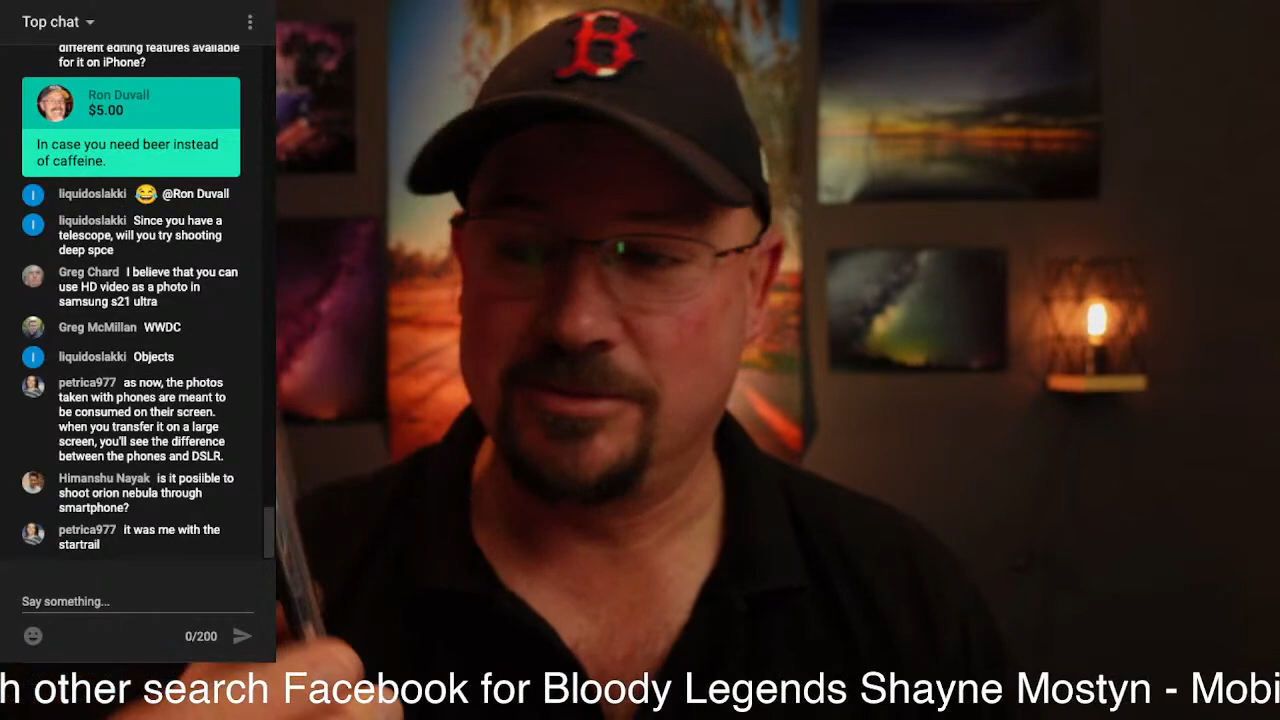 Top chat
different editing features available
for it on iPhone?
Ron Duvall
$5.00
In case you need beer instead
of caffeine.
liquidoslakki 😂 @Ron Duvall
liquidoslakki Since you have a
telescope, will you try shooting
deep spce
Greg Chard I believe that you can
use HD video as a photo in
samsung s21 ultra
Greg McMillan WWDC
liquidoslakki Objects
petrica977 as now, the photos
taken with phones are meant to
be consumed on their screen.
when you transfer it on a large
screen, you'll see the difference
between the phones and DSLR.
Himanshu Nayak is it posiible to
shoot orion nebula through
smartphone?
petrica977 it was me with the
startrail
Say something...
0/200
B
h other search Facebook for Bloody Legends Shayne Mostyn - Mobi